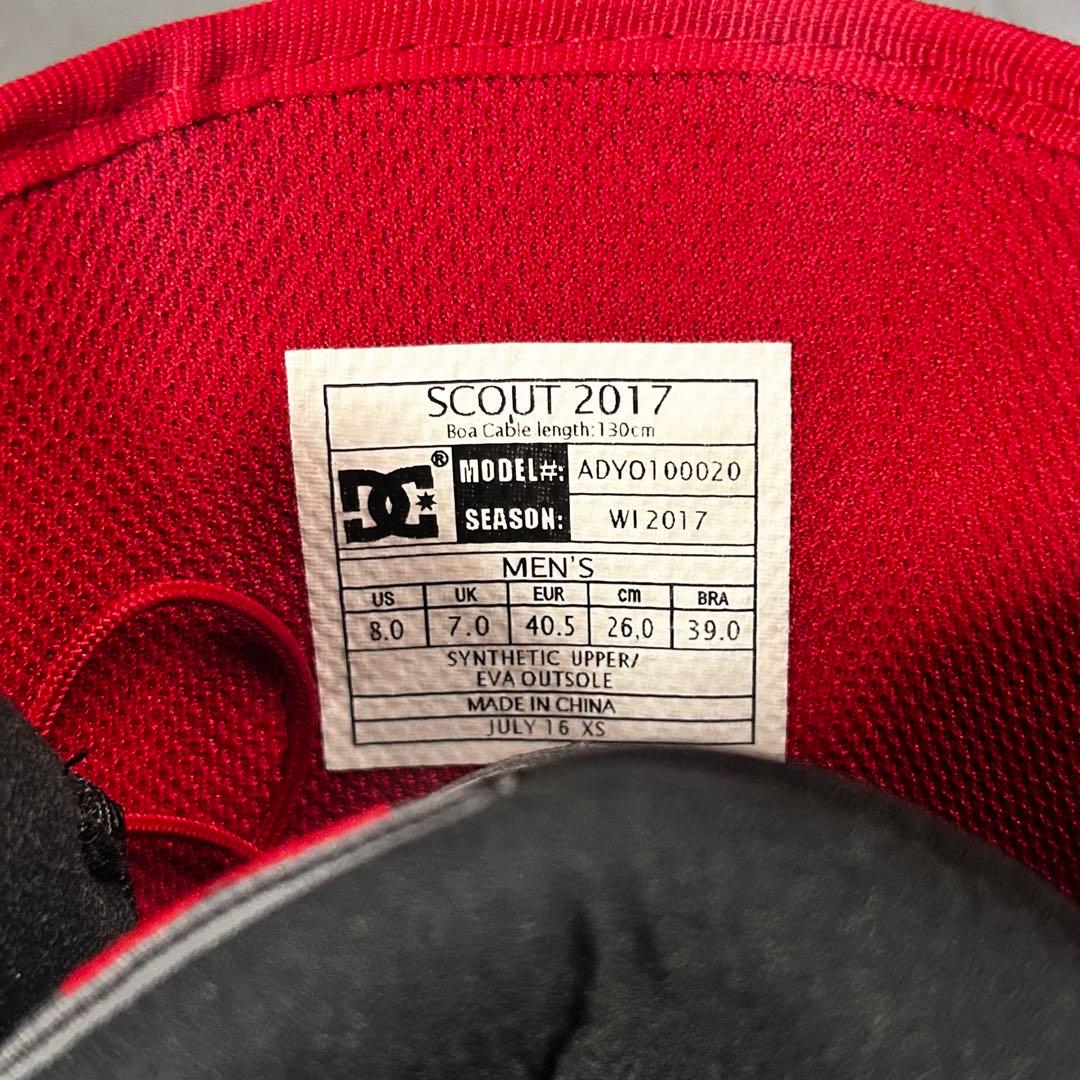 SCOUT 2017
Boa Cable length:130cm
DC® MODEL#: ADYO100020
SEASON: WI 2017
MEN'S
US UK EUR cm BRA
8.0 7.0 40.5 26.0 39.0
SYNTHETIC UPPER/
EVA OUTSOLE
MADE IN CHINA
JULY 16 XS